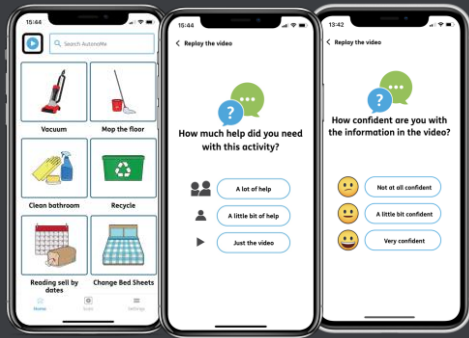 15:44
Search AutonoMe
Vacuum
Mop the floor
Clean bathroom
Recycle
Reading sell by
dates
Change Bed Sheets
Home
Scan
Settings
15:44
Replay the video
How much help did you need
with this activity?
A lot of help
A little bit of help
Just the video
13:42
Replay the video
How confident are you with
the information in the video?
Not at all confident
A little bit confident
Very confident